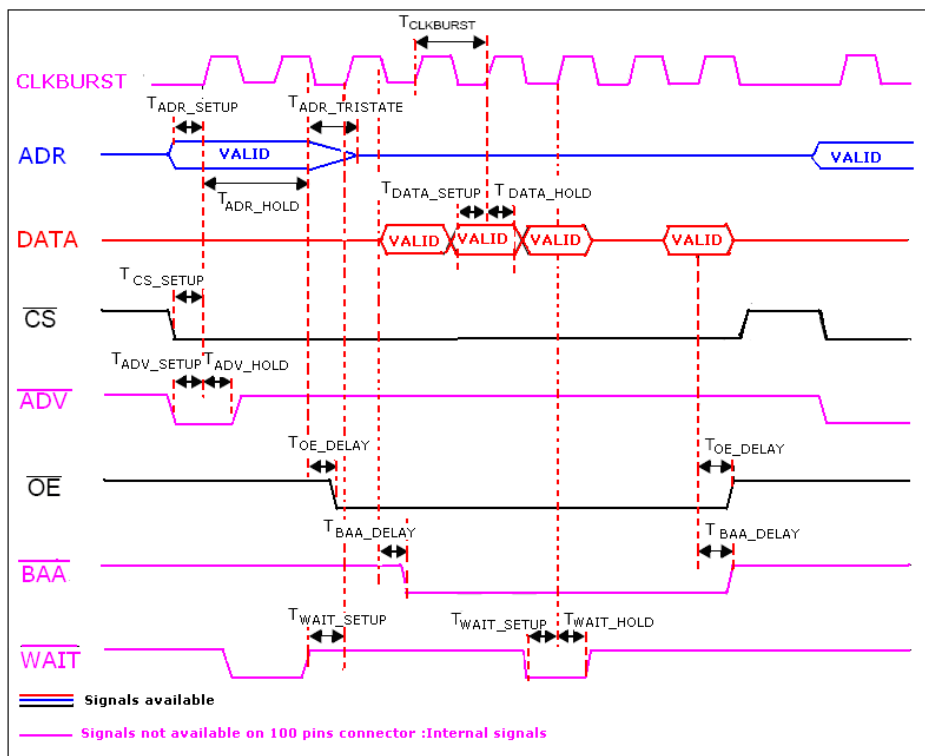 TCLKBURST
CLKBURST
TADR_SETUP
TADR_TRISTATE
ADR
VALID
VALID
TADR_HOLD
TDATA_SETUP
TDATA_HOLD
DATA
VALID
VALID
VALID
VALID
TCS_SETUP
CS
TADV_SETUP
TADV_HOLD
ADV
TOE_DELAY
TOE_DELAY
OE
TBAA_DELAY
TBAA_DELAY
BAA
TWAIT_SETUP
TWAIT_SETUP
TWAIT_HOLD
WAIT
Signals available
Signals not available on 100 pins connector :Internal signals